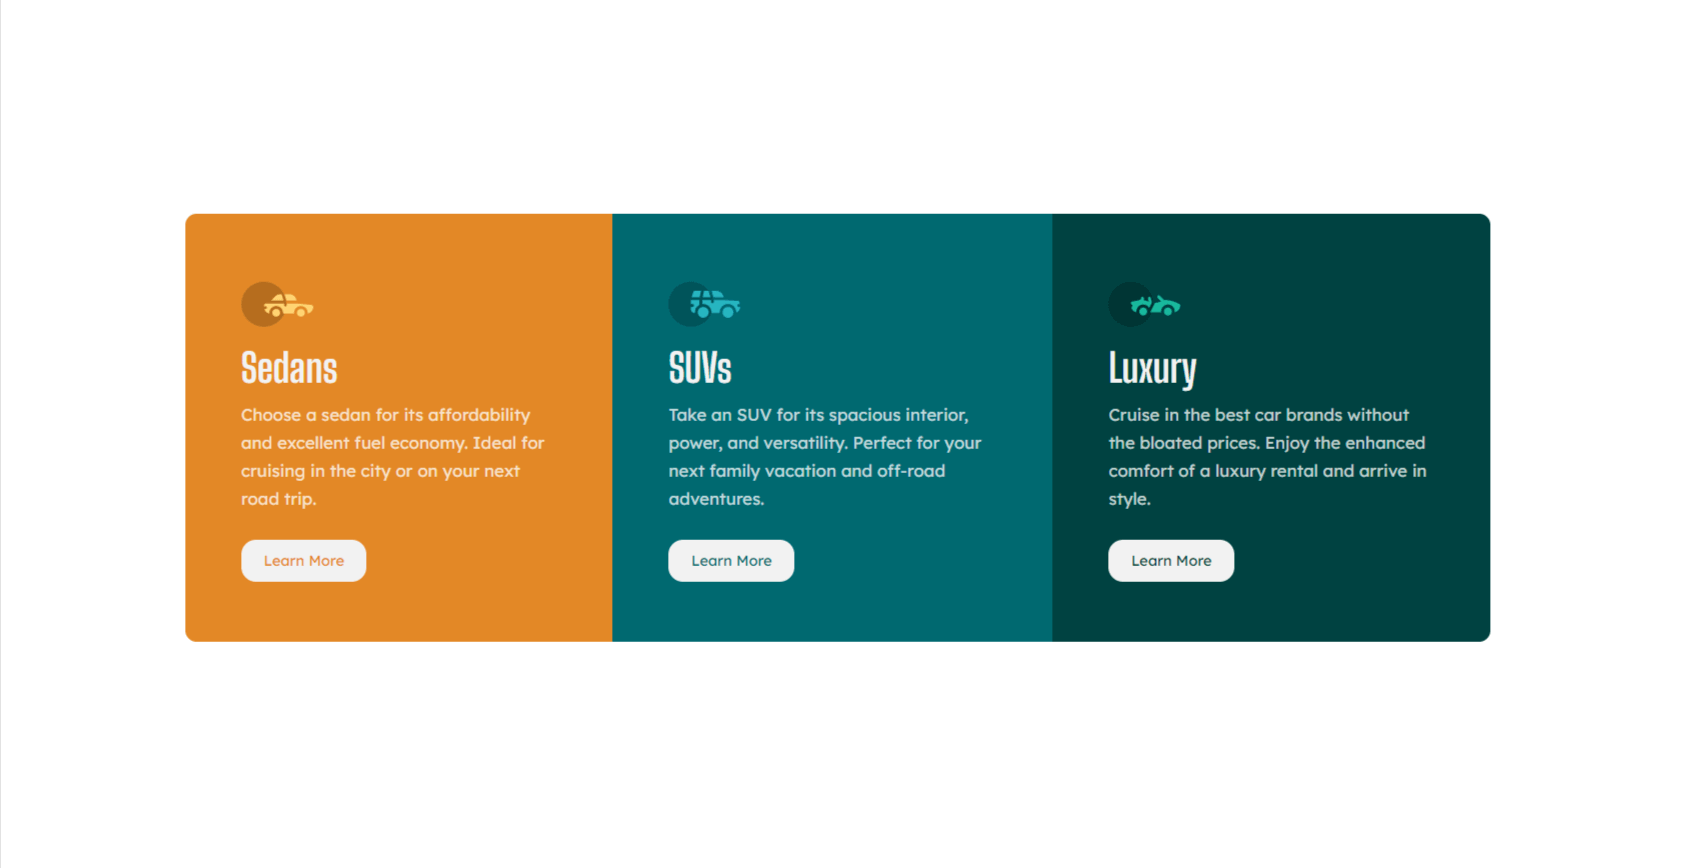 Sedans
Choose a sedan for its affordability
and excellent fuel economy. Ideal for
cruising in the city or on your next
road trip.
Learn More
SUVs
Take an SUV for its spacious interior,
power, and versatility. Perfect for your
next family vacation and off-road
adventures.
Learn More
Luxury
Cruise in the best car brands without
the bloated prices. Enjoy the enhanced
comfort of a luxury rental and arrive in
style.
Learn More